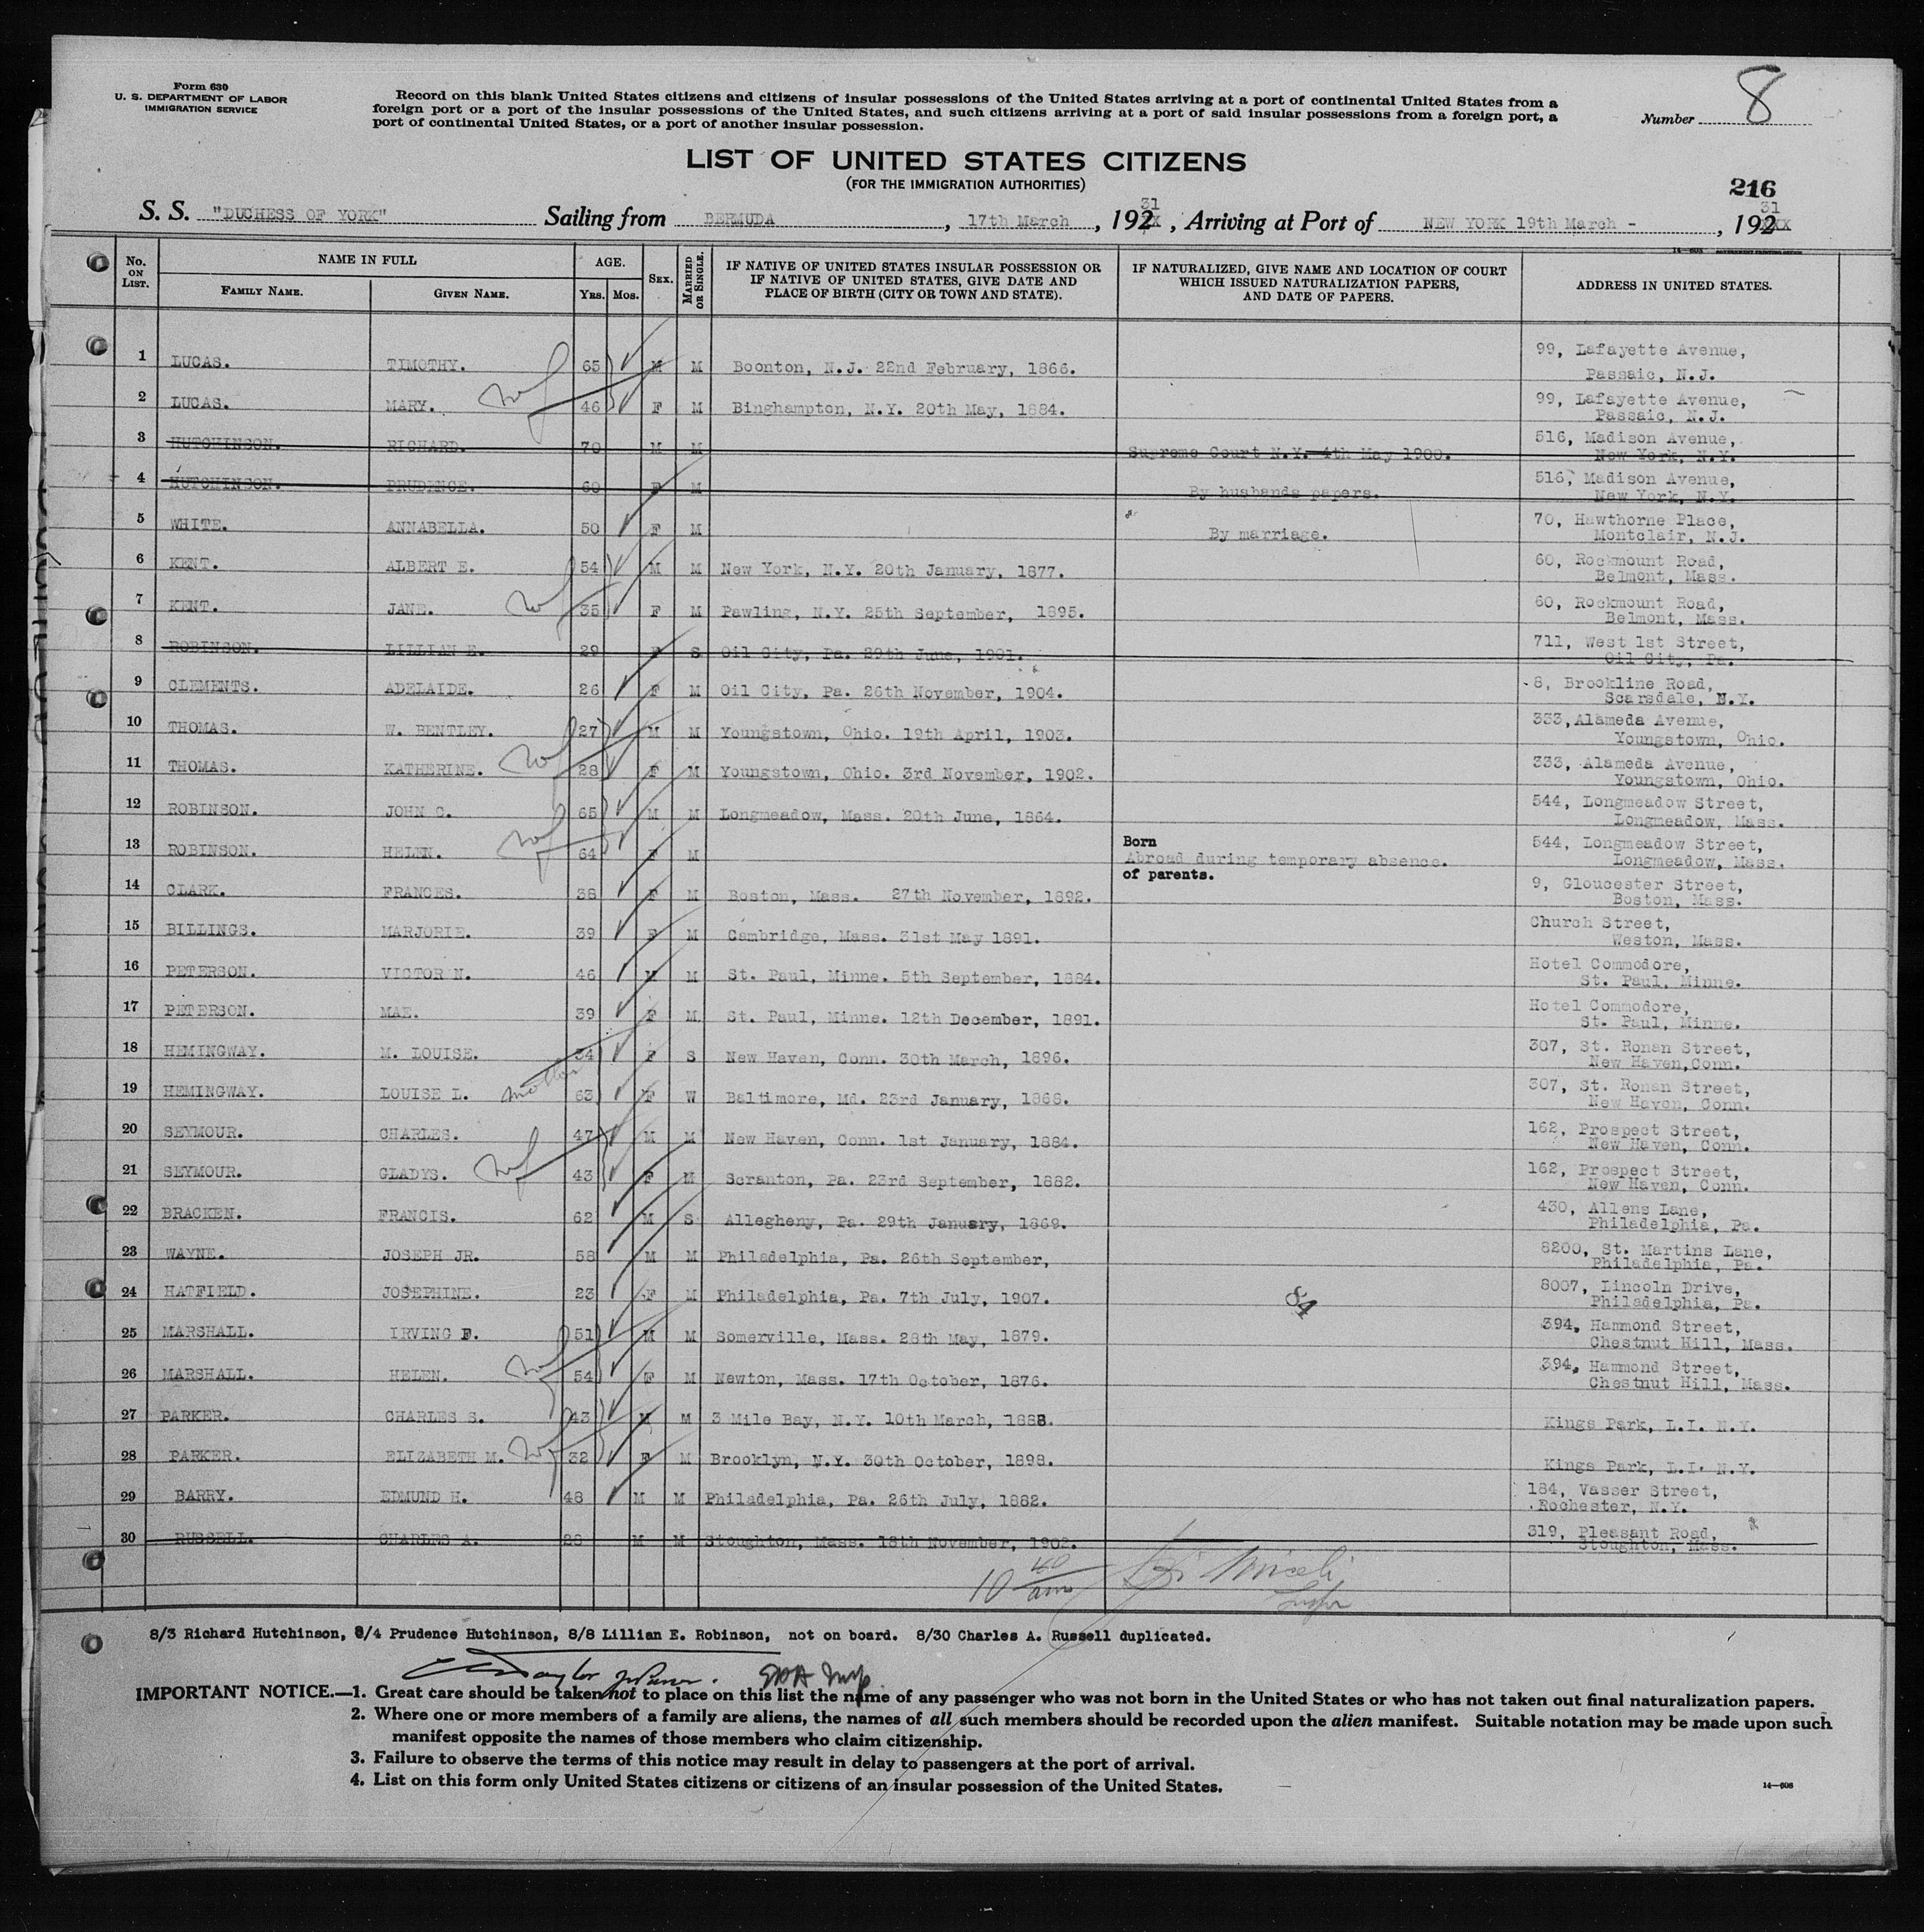 Form 630
U. S. DEPARTMENT OF LABOR
IMMIGRATION SERVICE
Record on this blank United States citizens and citizens of insular possessions of the United States arriving at a port of continental United States from a
foreign port or a port of the insular possessions of the United States, and such citizens arriving at a port of said insular possessions from a foreign port, a
port of continental United States, or a port of another insular possession.
Number 8
LIST OF UNITED STATES CITIZENS
(FOR THE IMMIGRATION AUTHORITIES)
216
S. S. "DUCHESS OF YORK" Sailing from BERMUDA, 17th March, 192 31, Arriving at Port of NEW YORK 19th March -, 192 31
14-608 GOVERNMENT PRINTING OFFICE
No. ON LIST. NAME IN FULL FAMILY NAME. GIVEN NAME. AGE. YRS. MOS. SEX. MARRIED OR SINGLE. IF NATIVE OF UNITED STATES INSULAR POSSESSION OR IF NATIVE OF UNITED STATES, GIVE DATE AND PLACE OF BIRTH (CITY OR TOWN AND STATE). IF NATURALIZED, GIVE NAME AND LOCATION OF COURT WHICH ISSUED NATURALIZATION PAPERS, AND DATE OF PAPERS. ADDRESS IN UNITED STATES.
1 LUCAS. TIMOTHY. 65 M M Boonton, N.J. 22nd February, 1866. 99, Lafayette Avenue, Passaic, N.J.
2 LUCAS. MARY. 46 F M Binghampton, N.Y. 20th May, 1884. 99, Lafayette Avenue, Passaic, N.J.
3 HUTCHINSON. RICHARD. 70 M M Supreme Court N.Y. 4th May 1900. 516, Madison Avenue, New York, N.Y.
4 HUTCHINSON. PRUDENCE. 60 F M By husbands papers. 516, Madison Avenue, New York, N.Y.
5 WHITE. ANNABELLA. 50 F M By marriage. 70, Hawthorne Place, Montclair, N.J.
6 KENT. ALBERT E. 54 M M New York, N.Y. 20th January, 1877. 60, Rockmount Road, Belmont, Mass.
7 KENT. JANE. 35 F M Pawling, N.Y. 25th September, 1895. 60, Rockmount Road, Belmont, Mass.
8 ROBINSON. LILLIAN E. 29 F S Oil City, Pa. 29th June, 1901. 711, West 1st Street, Oil City, Pa.
9 CLEMENTS. ADELAIDE. 26 F M Oil City, Pa. 26th November, 1904. 8, Brookline Road, Scarsdale, N.Y.
10 THOMAS. W. BENTLEY. 27 M M Youngstown, Ohio. 19th April, 1903. 333, Alameda Avenue, Youngstown, Ohio.
11 THOMAS. KATHERINE. 28 F M Youngstown, Ohio. 3rd November, 1902. 333, Alameda Avenue, Youngstown, Ohio.
12 ROBINSON. JOHN C. 65 M M Longmeadow, Mass. 20th June, 1864. 544, Longmeadow Street, Longmeadow, Mass.
13 ROBINSON. HELEN. 64 F M Born Abroad during temporary absence. of parents. 544, Longmeadow Street, Longmeadow, Mass.
14 CLARK. FRANCES. 38 F M Boston, Mass. 27th November, 1892. 9, Gloucester Street, Boston, Mass.
15 BILLINGS. MARJORIE. 39 F M Cambridge, Mass. 31st May 1891. Church Street, Weston, Mass.
16 PETERSON. VICTOR N. 46 M M St. Paul, Minne. 5th September, 1884. Hotel Commodore, St. Paul, Minne.
17 PETERSON. MAE. 39 F M St. Paul, Minne. 12th December, 1891. Hotel Commodore, St. Paul, Minne.
18 HEMINGWAY. M. LOUISE. 34 F S New Haven, Conn. 30th March, 1896. 307, St. Ronan Street, New Haven, Conn.
19 HEMINGWAY. LOUISE L. mother 63 F W Baltimore, Md. 23rd January, 1868. 307, St. Ronan Street, New Haven, Conn.
20 SEYMOUR. CHARLES. 47 M M New Haven, Conn. 1st January, 1884. 162, Prospect Street, New Haven, Conn.
21 SEYMOUR. GLADYS. 43 F M Scranton, Pa. 23rd September, 1882. 162, Prospect Street, New Haven, Conn.
22 BRACKEN. FRANCIS. 62 M S Allegheny, Pa. 29th January, 1869. 430, Allens Lane, Philadelphia, Pa.
23 WAYNE. JOSEPH JR. 58 M M Philadelphia, Pa. 26th September, 8200, St. Martins Lane, Philadelphia, Pa.
24 HATFIELD. JOSEPHINE. 23 F M Philadelphia, Pa. 7th July, 1907. 8007, Lincoln Drive, Philadelphia, Pa.
84
25 MARSHALL. IRVING F. 51 M M Somerville, Mass. 28th May, 1879. 394, Hammond Street, Chestnut Hill, Mass.
26 MARSHALL. HELEN. 54 F M Newton, Mass. 17th October, 1876. 394, Hammond Street, Chestnut Hill, Mass.
27 PARKER. CHARLES S. 43 M M 3 Mile Bay, N.Y. 10th March, 1888. Kings Park, L.I. N.Y.
28 PARKER. ELIZABETH M. 32 F M Brooklyn, N.Y. 30th October, 1898. Kings Park, L.I. N.Y.
29 BARRY. EDMUND H. 48 M M Philadelphia, Pa. 26th July, 1882. 184, Vasser Street, Rochester, N.Y.
30 RUSSELL. CHARLES A. 28 M M Stoughton, Mass. 18th November, 1902. 319, Pleasant Road, Stoughton, Mass.
10 40 am
8/3 Richard Hutchinson, 8/4 Prudence Hutchinson, 8/8 Lillian E. Robinson, not on board. 8/30 Charles A. Russell duplicated.
IMPORTANT NOTICE.—1. Great care should be taken not to place on this list the name of any passenger who was not born in the United States or who has not taken out final naturalization papers.
2. Where one or more members of a family are aliens, the names of all such members should be recorded upon the alien manifest. Suitable notation may be made upon such
manifest opposite the names of those members who claim citizenship.
3. Failure to observe the terms of this notice may result in delay to passengers at the port of arrival.
4. List on this form only United States citizens or citizens of an insular possession of the United States.
14—608